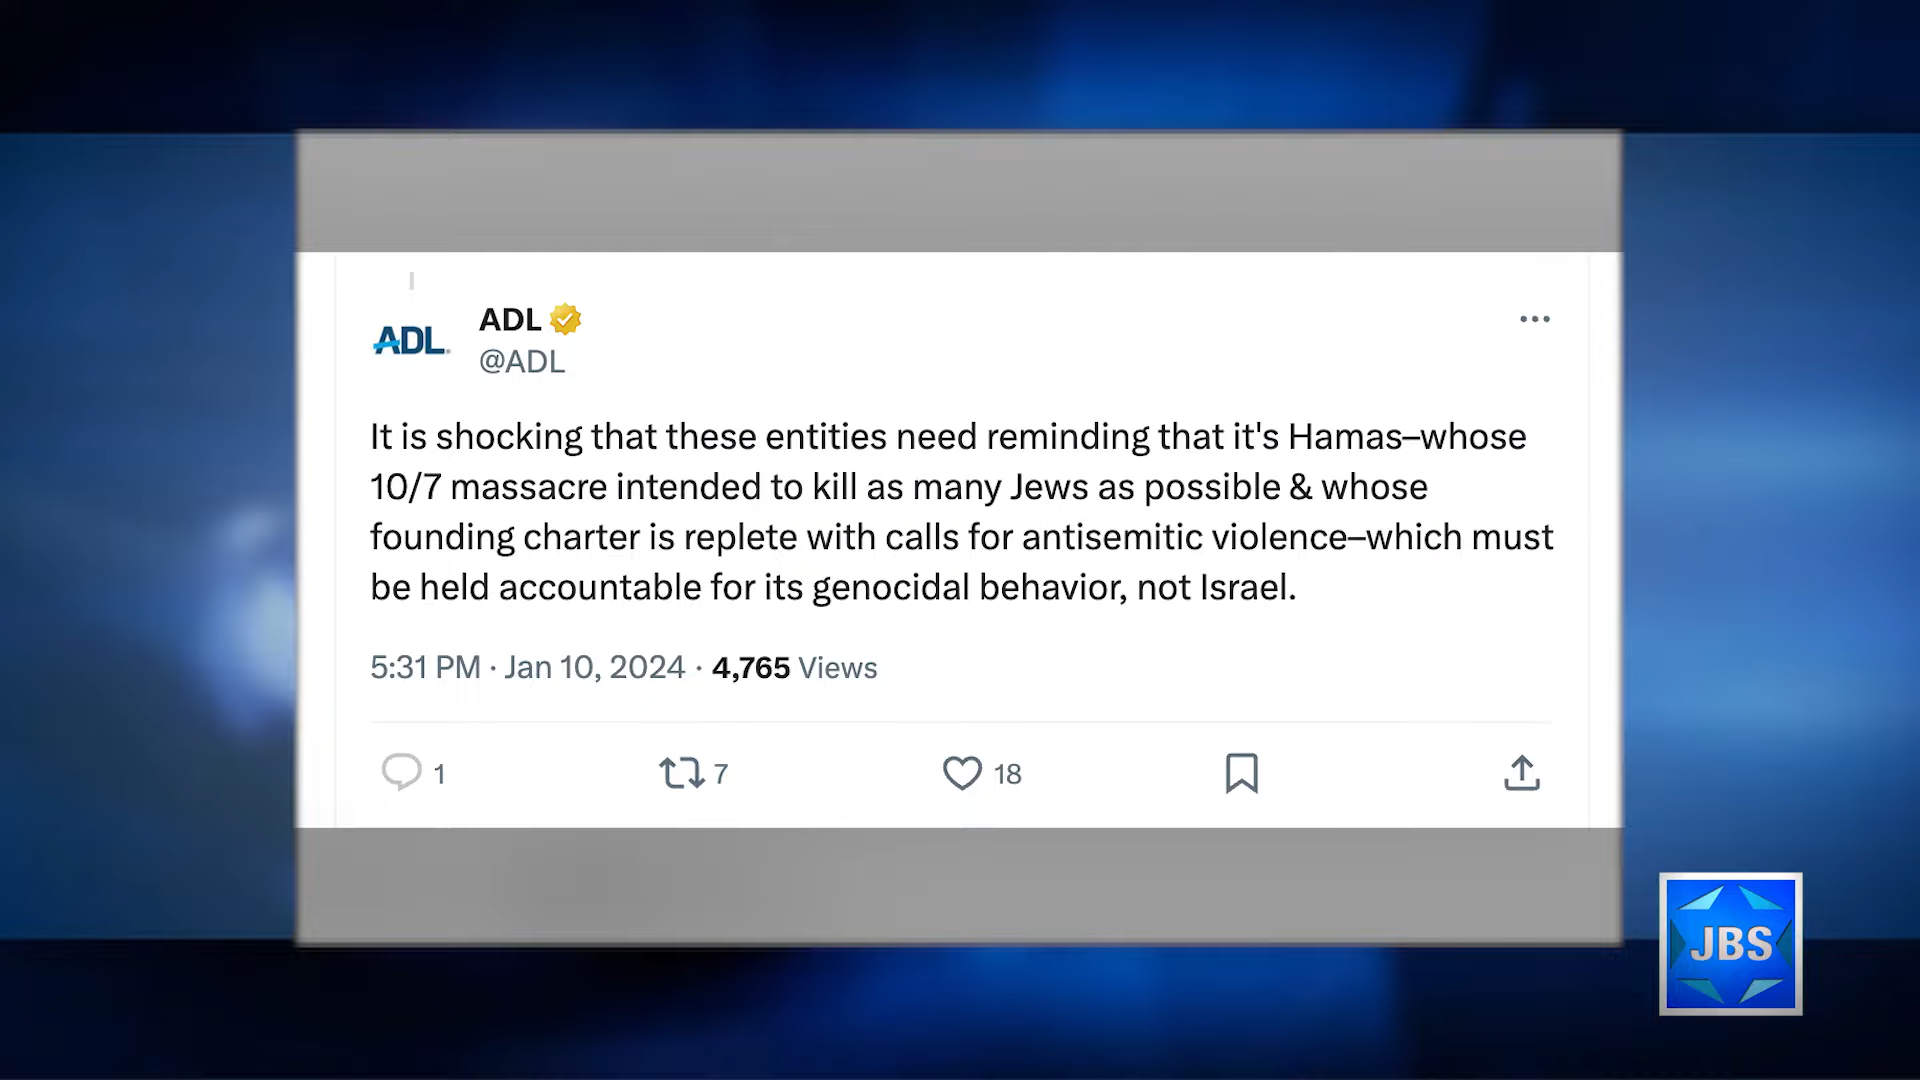 ADL
ADL
@ADL
It is shocking that these entities need reminding that it's Hamas–whose
10/7 massacre intended to kill as many Jews as possible & whose
founding charter is replete with calls for antisemitic violence–which must
be held accountable for its genocidal behavior, not Israel.
5:31 PM · Jan 10, 2024 · 4,765 Views
1 7 18
JBS